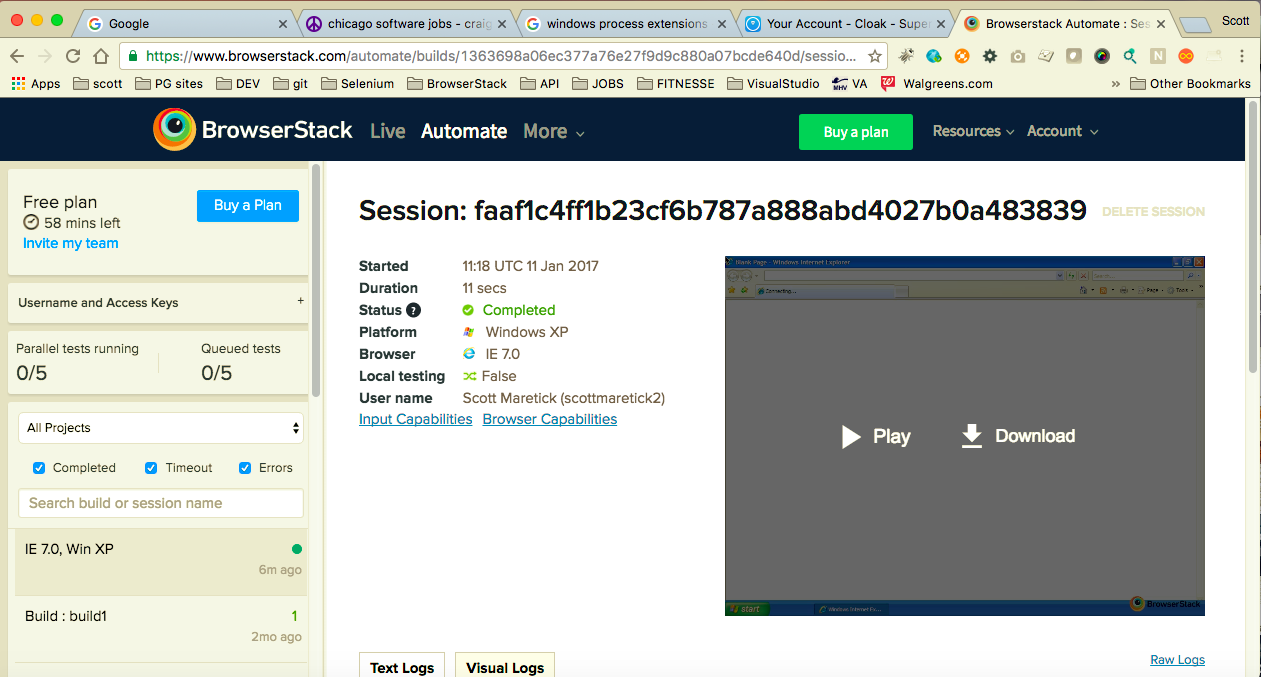 Google
chicago software jobs - craig
windows process extensions
Your Account - Cloak - Super
Browserstack Automate : Ses
Scott
https://www.browserstack.com/automate/builds/1363698a06ec377a76e27f9d9c880a07bcde640d/sessio...
Apps scott PG sites DEV git Selenium BrowserStack API JOBS FITNESSE VisualStudio MHV VA Walgreens.com » Other Bookmarks
BrowserStack Live Automate More Buy a plan Resources Account
Free plan
58 mins left
Invite my team
Buy a Plan
Username and Access Keys +
Parallel tests running Queued tests
0/5 0/5
All Projects
Completed Timeout Errors
Search build or session name
IE 7.0, Win XP
6m ago
Build : build1 1
2mo ago
Session: faaf1c4ff1b23cf6b787a888abd4027b0a483839 DELETE SESSION
Started 11:18 UTC 11 Jan 2017
Duration 11 secs
Status ? Completed
Platform Windows XP
Browser IE 7.0
Local testing False
User name Scott Maretick (scottmaretick2)
Input Capabilities Browser Capabilities
Blank Page - Windows Internet Explorer
Connecting...
Page Tools
Play Download
start Windows Internet Ex...
BrowserStack
Text Logs Visual Logs Raw Logs